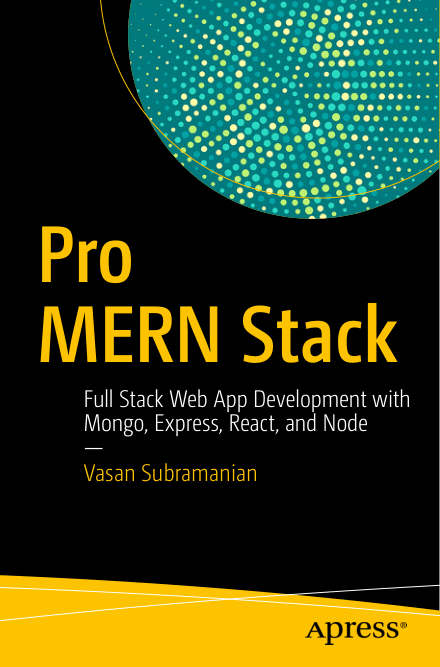 Pro
MERN Stack
Full Stack Web App Development with
Mongo, Express, React, and Node
—
Vasan Subramanian
Apress®